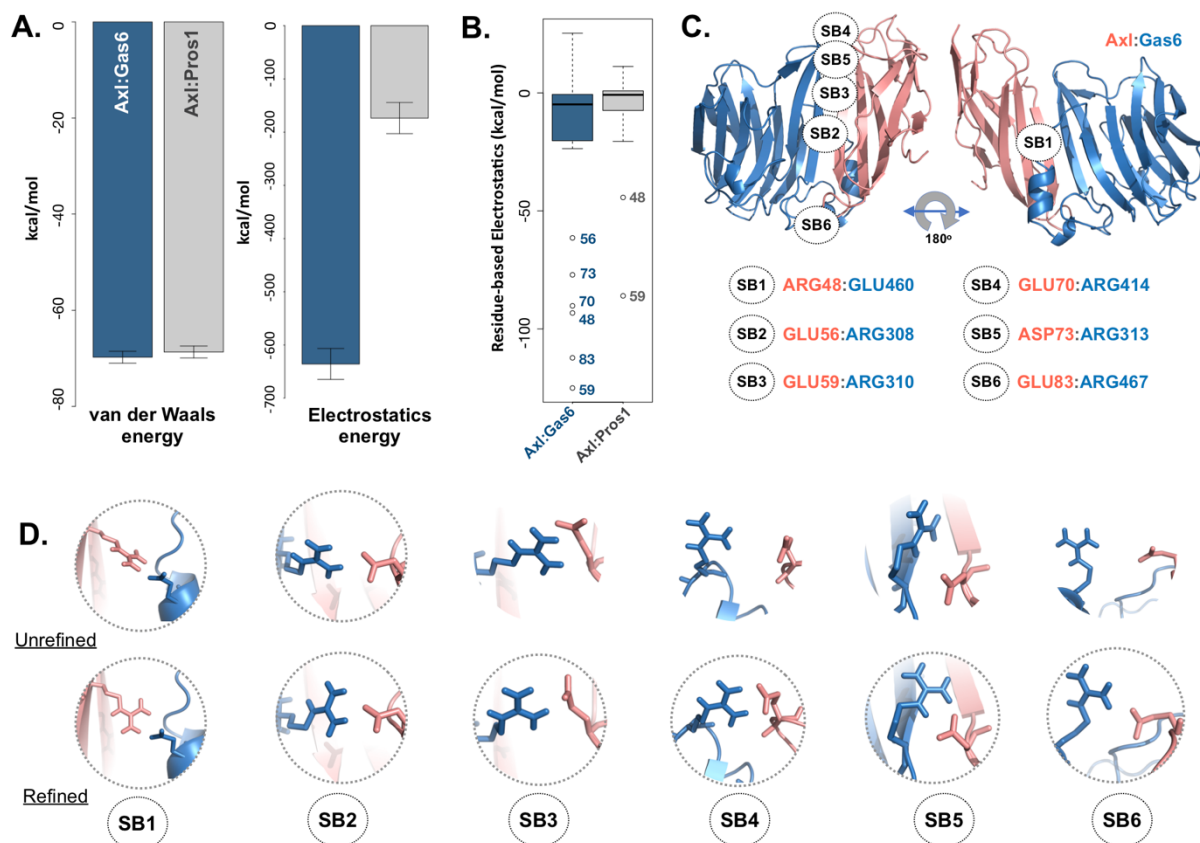 A.
0
-20
-40
-60
-80
kcal/mol
Axl:Gas6
Axl:Pros1
van der Waals
energy
0
-100
-200
-300
-400
-500
-600
-700
kcal/mol
Electrostatics
energy
B.
Residue-based Electrostatics (kcal/mol)
0
-50
-100
56
73
70
48
83
59
48
59
Axl:Gas6
Axl:Pros1
C.
SB4
SB5
SB3
SB2
SB6
SB1
Axl:Gas6
180º
SB1 ARG48:GLU460
SB4 GLU70:ARG414
SB2 GLU56:ARG308
SB5 ASP73:ARG313
SB3 GLU59:ARG310
SB6 GLU83:ARG467
D.
Unrefined
Refined
SB1 SB2 SB3 SB4 SB5 SB6